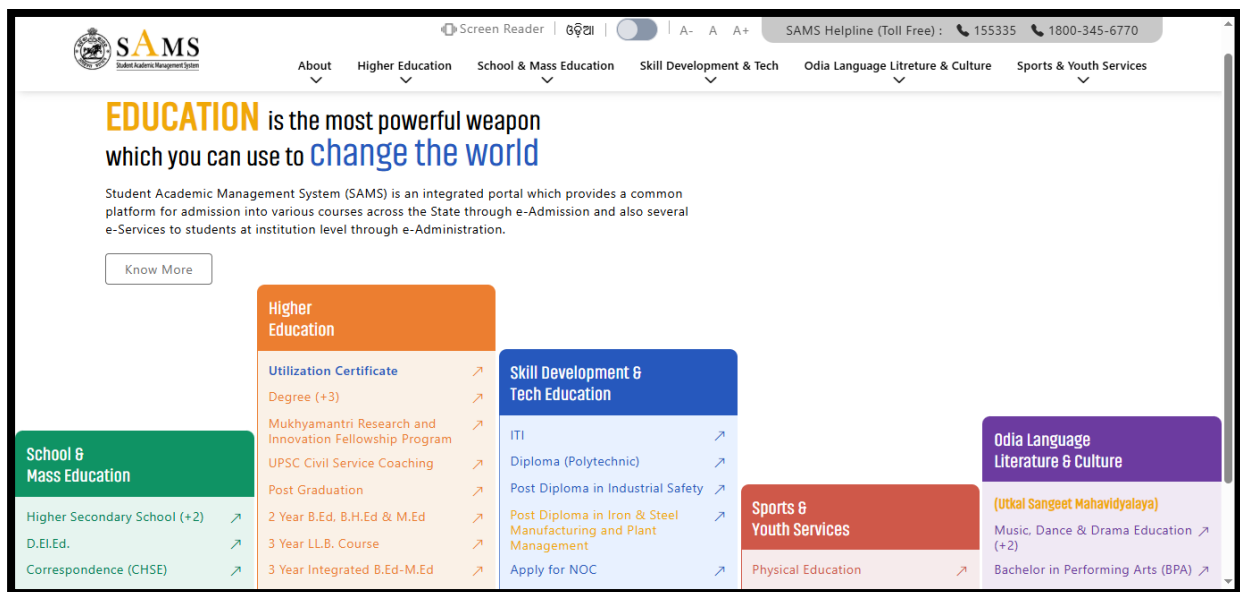 SAMS
Student Academic Management System
Screen Reader
ଓଡ଼ିଆ
A- A A+
SAMS Helpline (Toll Free) : 155335 1800-345-6770
About
Higher Education
School & Mass Education
Skill Development & Tech
Odia Language Litreture & Culture
Sports & Youth Services
EDUCATION is the most powerful weapon
which you can use to change the world
Student Academic Management System (SAMS) is an integrated portal which provides a common
platform for admission into various courses across the State through e-Admission and also several
e-Services to students at institution level through e-Administration.
Know More
School &
Mass Education
Higher Secondary School (+2)
D.El.Ed.
Correspondence (CHSE)
Higher
Education
Utilization Certificate
Degree (+3)
Mukhyamantri Research and
Innovation Fellowship Program
UPSC Civil Service Coaching
Post Graduation
2 Year B.Ed, B.H.Ed & M.Ed
3 Year LL.B. Course
3 Year Integrated B.Ed-M.Ed
Skill Development &
Tech Education
ITI
Diploma (Polytechnic)
Post Diploma in Industrial Safety
Post Diploma in Iron & Steel
Manufacturing and Plant
Management
Apply for NOC
Sports &
Youth Services
Physical Education
Odia Language
Literature & Culture
(Utkal Sangeet Mahavidyalaya)
Music, Dance & Drama Education
(+2)
Bachelor in Performing Arts (BPA)